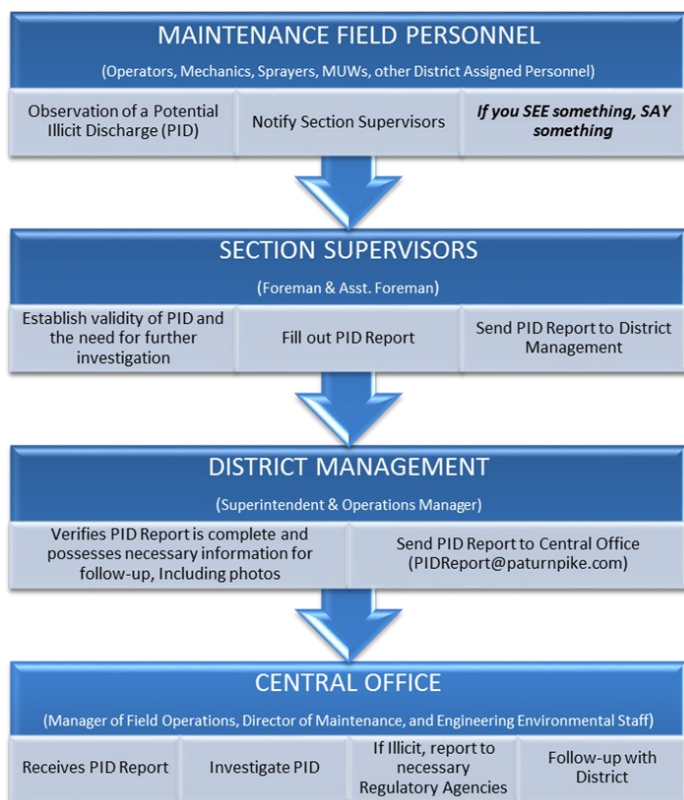 MAINTENANCE FIELD PERSONNEL
(Operators, Mechanics, Sprayers, MUWs, other District Assigned Personnel)
Observation of a Potential
Illicit Discharge (PID)
Notify Section Supervisors
If you SEE something, SAY
something
SECTION SUPERVISORS
(Foreman & Asst. Foreman)
Establish validity of PID and
the need for further
investigation
Fill out PID Report
Send PID Report to District
Management
DISTRICT MANAGEMENT
(Superintendent & Operations Manager)
Verifies PID Report is complete and
possesses necessary information for
follow-up, Including photos
Send PID Report to Central Office
(PIDReport@paturnpike.com)
CENTRAL OFFICE
(Manager of Field Operations, Director of Maintenance, and Engineering Environmental Staff)
Receives PID Report
Investigate PID
If Illicit, report to
necessary
Regulatory Agencies
Follow-up with
District